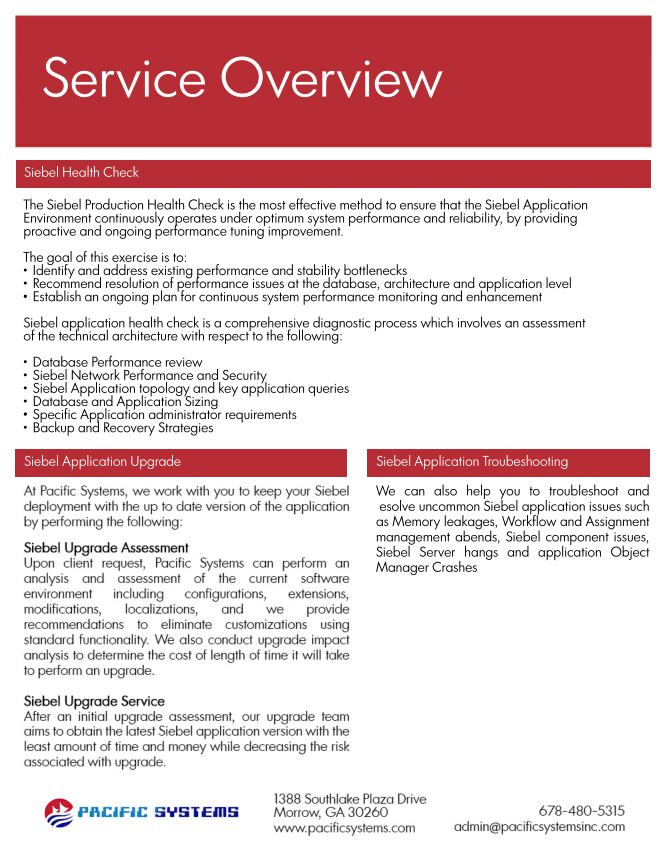 Service Overview
Siebel Health Check
The Siebel Production Health Check is the most effective method to ensure that the Siebel Application
Environment continuously operates under optimum system performance and reliability, by providing
proactive and ongoing performance tuning improvement.
The goal of this exercise is to:
• Identify and address existing performance and stability bottlenecks
• Recommend resolution of performance issues at the database, architecture and application level
• Establish an ongoing plan for continuous system performance monitoring and enhancement
Siebel application health check is a comprehensive diagnostic process which involves an assessment
of the technical architecture with respect to the following:
• Database Performance review
• Siebel Network Performance and Security
• Siebel Application topology and key application queries
• Database and Application Sizing
• Specific Application administrator requirements
• Backup and Recovery Strategies
Siebel Application Upgrade
At Pacific Systems, we work with you to keep your Siebel
deployment with the up to date version of the application
by performing the following:
Siebel Upgrade Assessment
Upon client request, Pacific Systems can perform an
analysis and assessment of the current software
environment including configurations, extensions,
modifications, localizations, and we provide
recommendations to eliminate customizations using
standard functionality. We also conduct upgrade impact
analysis to determine the cost of length of time it will take
to perform an upgrade.
Siebel Upgrade Service
After an initial upgrade assessment, our upgrade team
aims to obtain the latest Siebel application version with the
least amount of time and money while decreasing the risk
associated with upgrade.
Siebel Application Troubeshooting
We can also help you to troubleshoot and
esolve uncommon Siebel application issues such
as Memory leakages, Workflow and Assignment
management abends, Siebel component issues,
Siebel Server hangs and application Object
Manager Crashes
PACIFIC SYSTEMS
1388 Southlake Plaza Drive
Morrow, GA 30260
www.pacificsystems.com
678-480-5315
admin@pacificsystemsinc.com